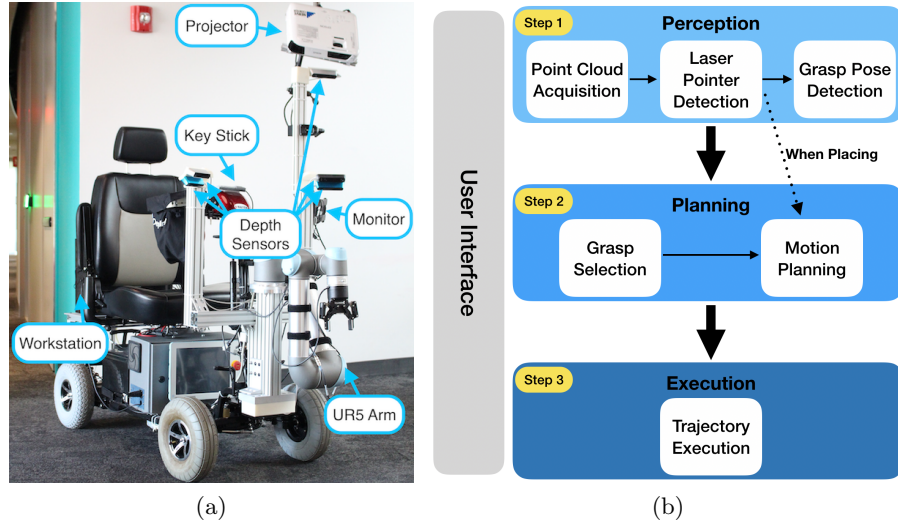 Projector
Key Stick
Depth
Sensors
Monitor
Workstation
UR5 Arm
(a)
User Interface
Step 1
Perception
Point Cloud
Acquisition
Laser
Pointer
Detection
Grasp Pose
Detection
When Placing
Step 2
Planning
Grasp
Selection
Motion
Planning
Step 3
Execution
Trajectory
Execution
(b)